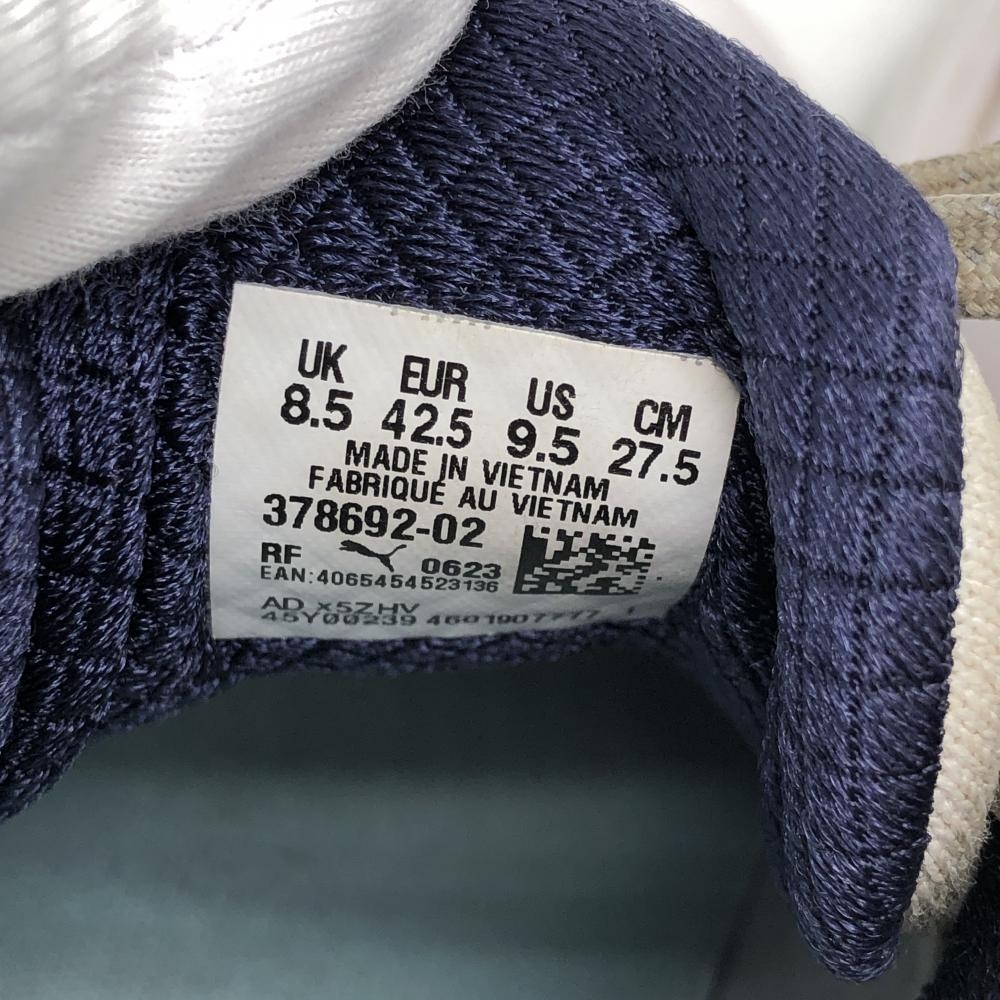 UK EUR US CM
8.5 42.5 9.5 27.5
MADE IN VIETNAM
FABRIQUÉ AU VIETNAM
378692-02
RF 0623
EAN:4065454523136
AD x5ZHV
45Y00239